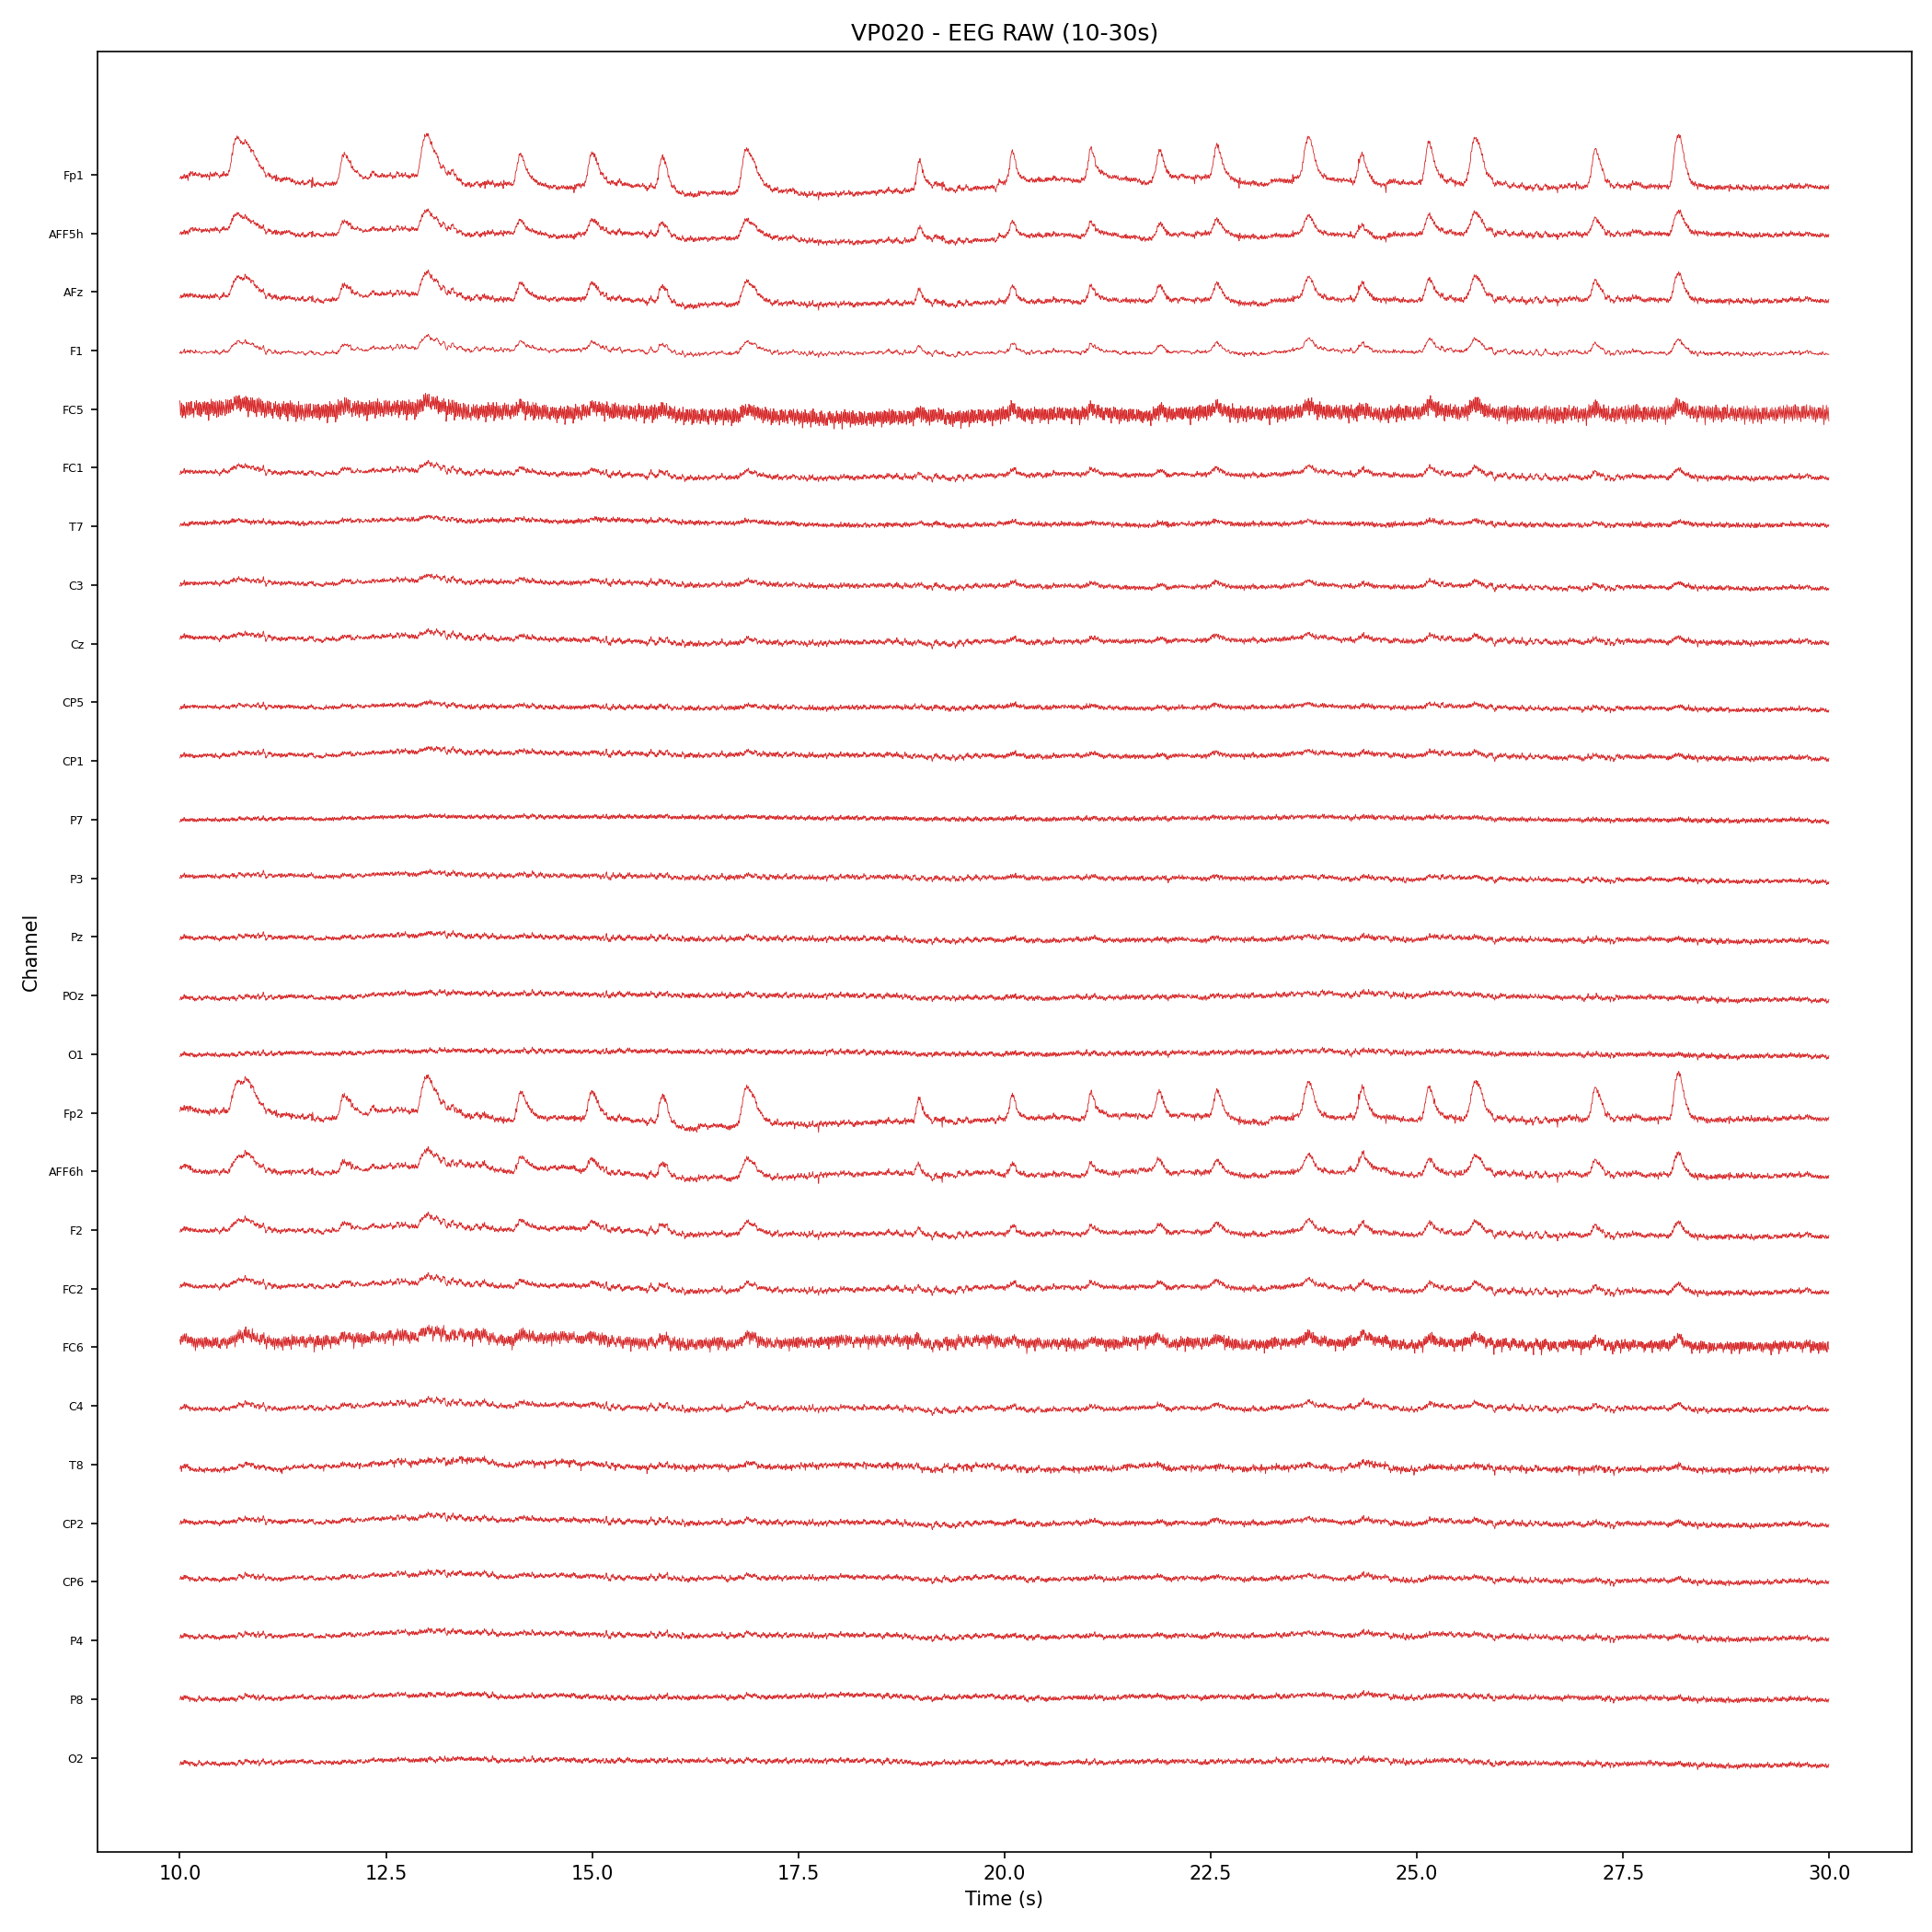 VP020 - EEG RAW (10-30s)
Fp1
AFF5h
AFz
F1
FC5
FC1
T7
C3
Cz
CP5
CP1
P7
P3
Pz
POz
O1
Fp2
AFF6h
F2
FC2
FC6
C4
T8
CP2
CP6
P4
P8
O2
Channel
10.0 12.5 15.0 17.5 20.0 22.5 25.0 27.5 30.0
Time (s)